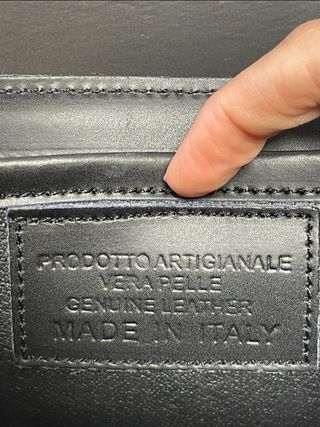 PRODOTTO ARTIGIANALE
VERA PELLE
GENUINE LEATHER
MADE IN ITALY